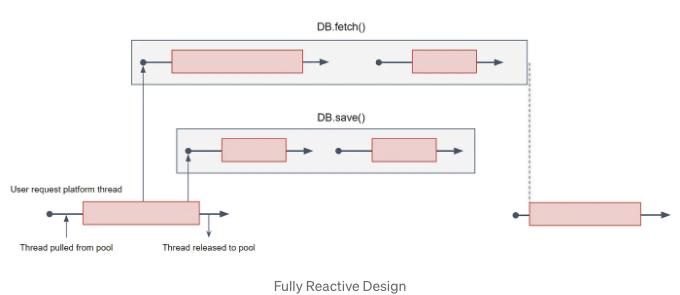 DB.fetch()
DB.save()
User request platform thread
Thread pulled from pool
Thread released to pool
Fully Reactive Design